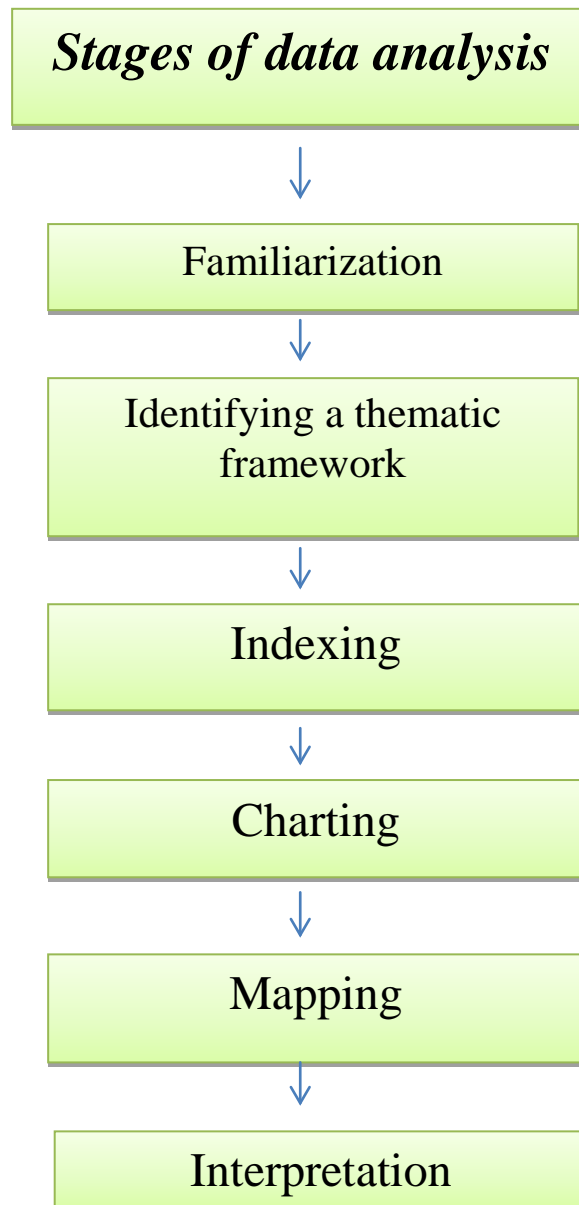 Stages of data analysis
Familiarization
Identifying a thematic
framework
Indexing
Charting
Mapping
Interpretation